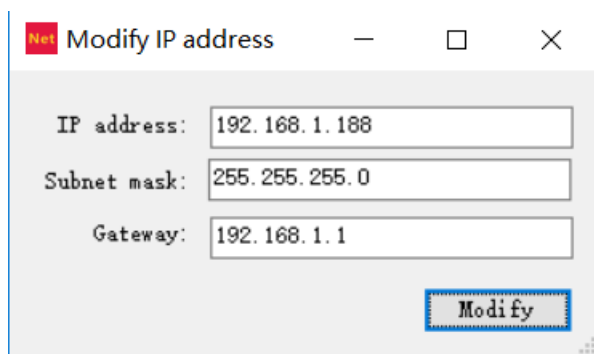 Net Modify IP address
IP address: 192.168.1.188
Subnet mask: 255.255.255.0
Gateway: 192.168.1.1
Modify